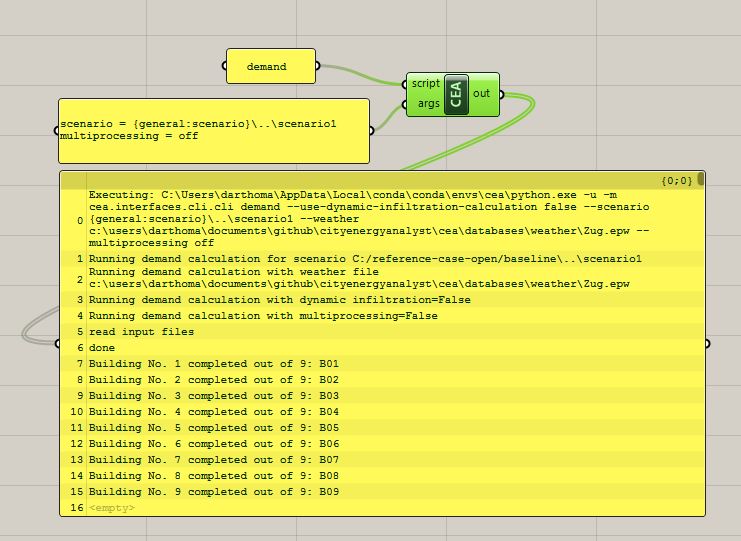 demand
script
args
CEA
out
scenario = {general:scenario}\..\scenario1
multiprocessing = off
{0;0}
0 Executing: C:\Users\darthoma\AppData\Local\conda\conda\envs\cea\python.exe -u -m
cea.interfaces.cli.cli demand --use-dynamic-infiltration-calculation false --scenario
{general:scenario}\..\scenario1 --weather
c:\users\darthoma\documents\github\cityenergyanalyst\cea\databases\weather\Zug.epw --
multiprocessing off
1 Running demand calculation for scenario C:/reference-case-open/baseline\..\scenario1
2 Running demand calculation with weather file
c:\users\darthoma\documents\github\cityenergyanalyst\cea\databases\weather\Zug.epw
3 Running demand calculation with dynamic infiltration=False
4 Running demand calculation with multiprocessing=False
5 read input files
6 done
7 Building No. 1 completed out of 9: B01
8 Building No. 2 completed out of 9: B02
9 Building No. 3 completed out of 9: B03
10 Building No. 4 completed out of 9: B04
11 Building No. 5 completed out of 9: B05
12 Building No. 6 completed out of 9: B06
13 Building No. 7 completed out of 9: B07
14 Building No. 8 completed out of 9: B08
15 Building No. 9 completed out of 9: B09
16 <empty>